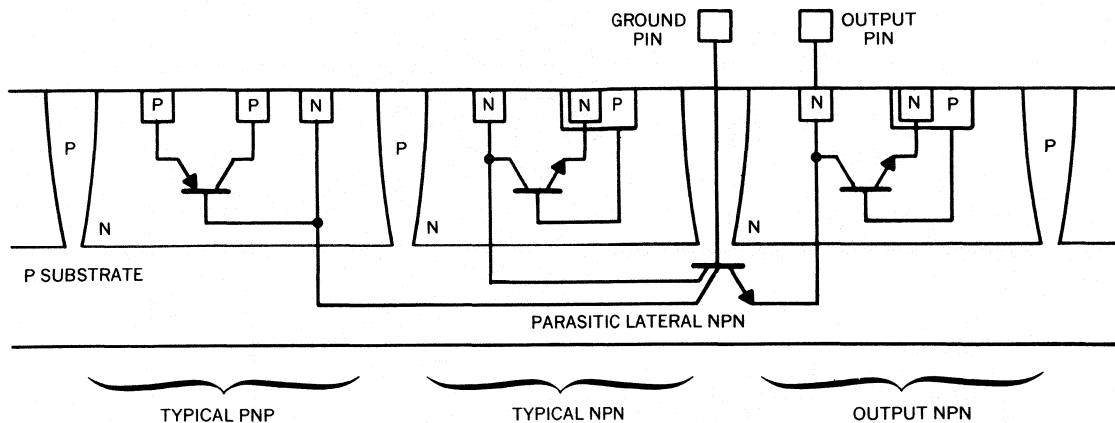 GROUND
PIN
OUTPUT
PIN
P P N N N P N N P
P P P
N N N
P SUBSTRATE
PARASITIC LATERAL NPN
TYPICAL PNP
TYPICAL NPN
OUTPUT NPN